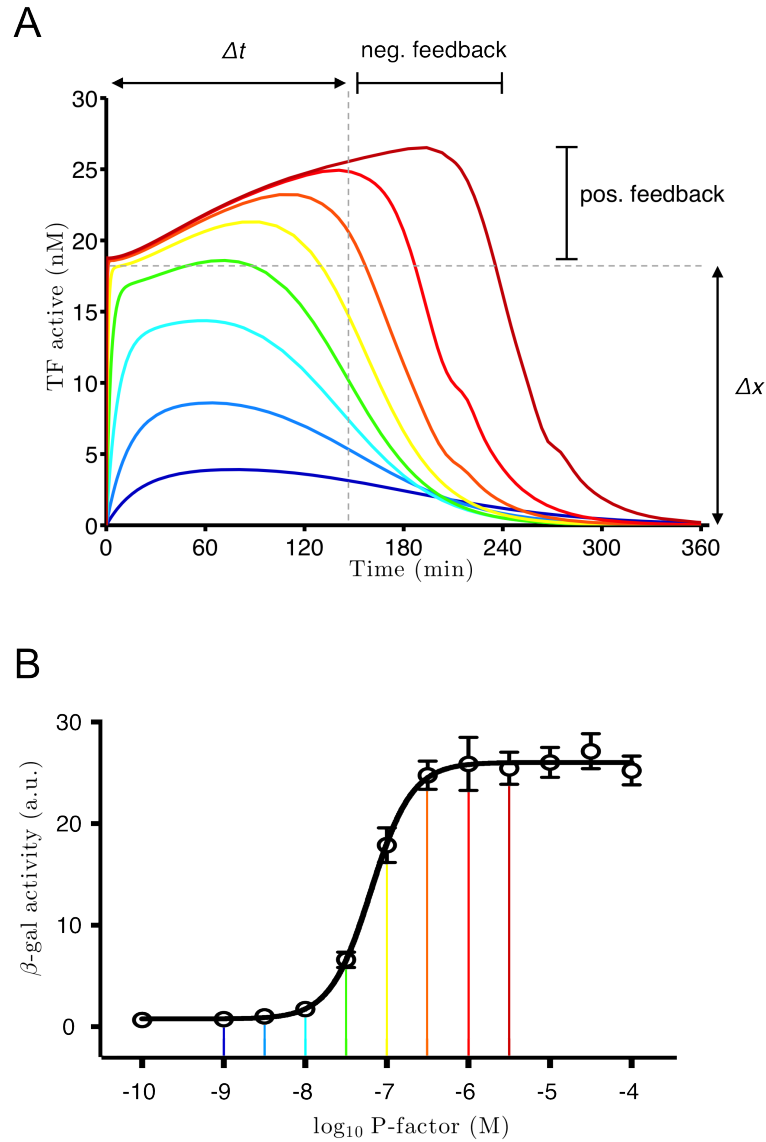 A
Δt
neg. feedback
30
25
20
15
10
5
0
TF active (nM)
pos. feedback
Δx
0 60 120 180 240 300 360
Time (min)
B
30
20
10
0
β-gal activity (a.u.)
-10 -9 -8 -7 -6 -5 -4
log₁₀ P-factor (M)